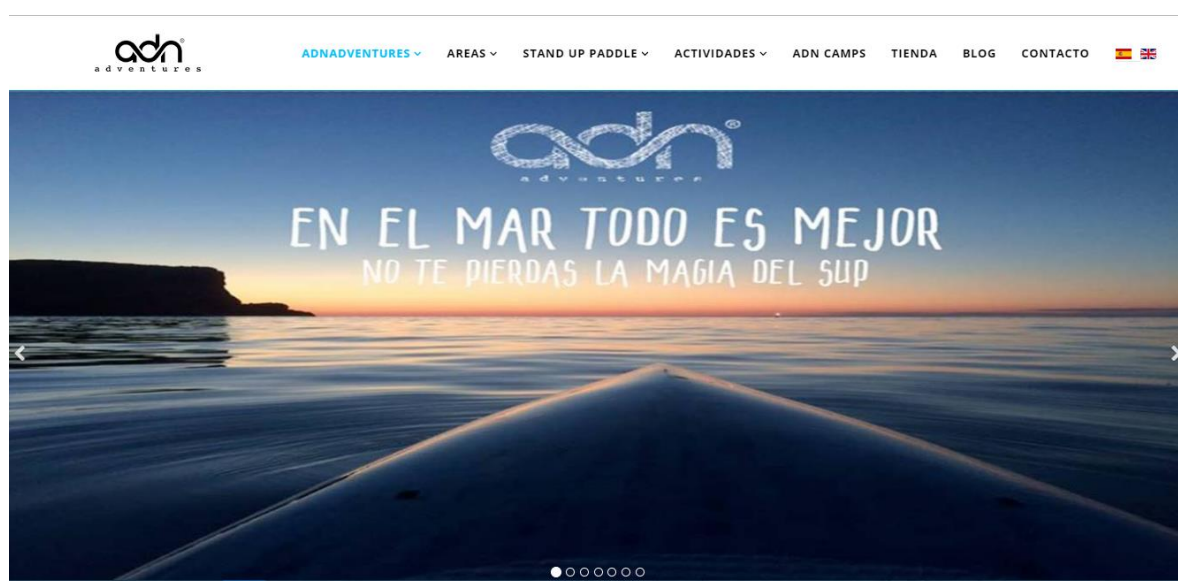 adn®
adventures
ADNADVENTURES AREAS STAND UP PADDLE ACTIVIDADES ADN CAMPS TIENDA BLOG CONTACTO
adn®
adventures
EN EL MAR TODO ES MEJOR
NO TE PIERDAS LA MAGIA DEL SUP